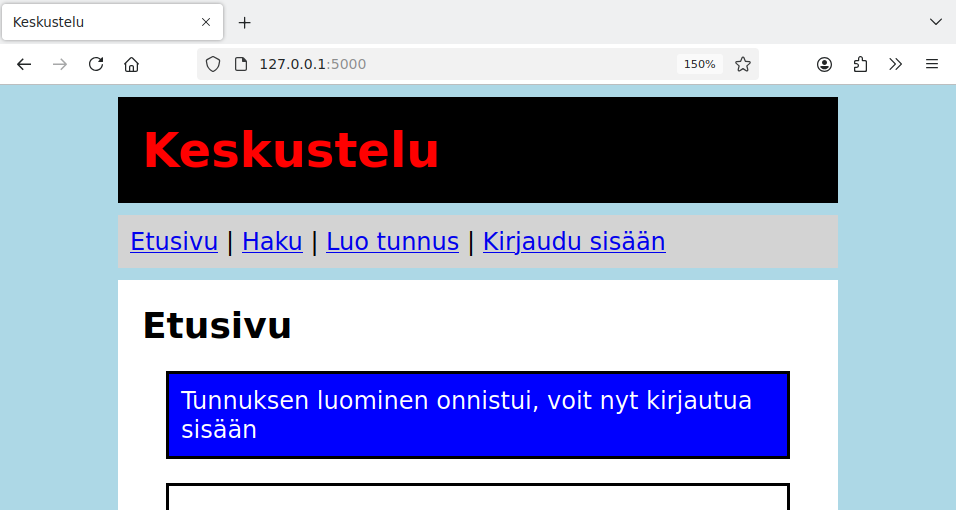 Keskustelu
127.0.0.1:5000
150%
Keskustelu
Etusivu | Haku | Luo tunnus | Kirjaudu sisään
Etusivu
Tunnuksen luominen onnistui, voit nyt kirjautua
sisään